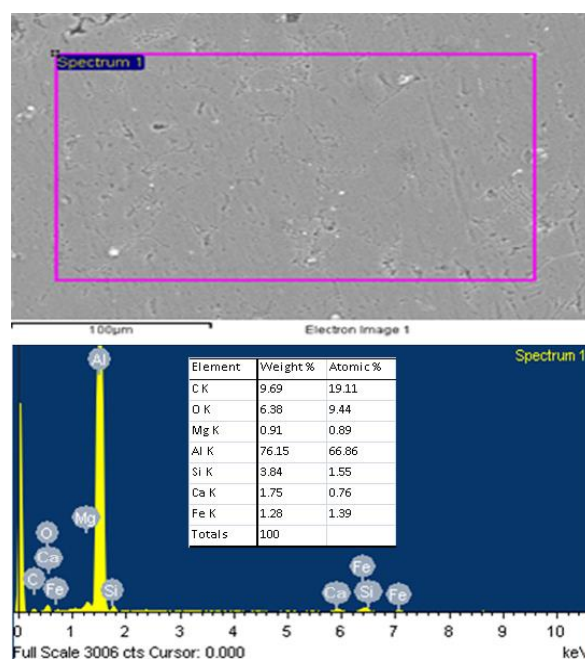 Spectrum 1
100µm Electron Image 1
Spectrum 1
Element Weight% Atomic%
C K 9.69 19.11
O K 6.38 9.44
Mg K 0.91 0.89
Al K 76.15 66.86
Si K 3.84 1.55
Ca K 1.75 0.76
Fe K 1.28 1.39
Totals 100
Al
Mg
O
Ca
C
Fe
Si
Fe
Ca
Si
Fe
0 1 2 3 4 5 6 7 8 9 10
Full Scale 3006 cts Cursor: 0.000 keV